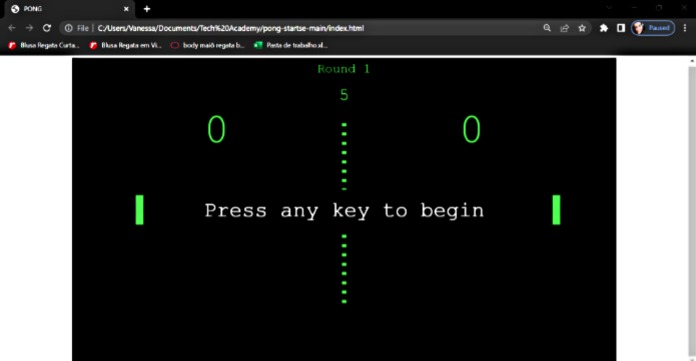 PONG
File | C:/Users/Vanessa/Documents/Tech%20Academy/pong-startse-main/index.html
Paused
Blusa Regata Curta... Blusa Regata em Vi... body maiô regata b... Pasta de trabalho.xl...
Round 1
5
0 0
Press any key to begin